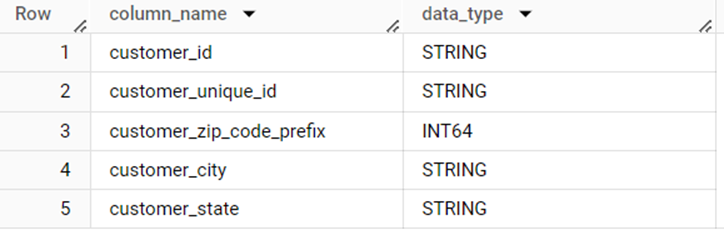 Row column_name data_type
1 customer_id STRING
2 customer_unique_id STRING
3 customer_zip_code_prefix INT64
4 customer_city STRING
5 customer_state STRING